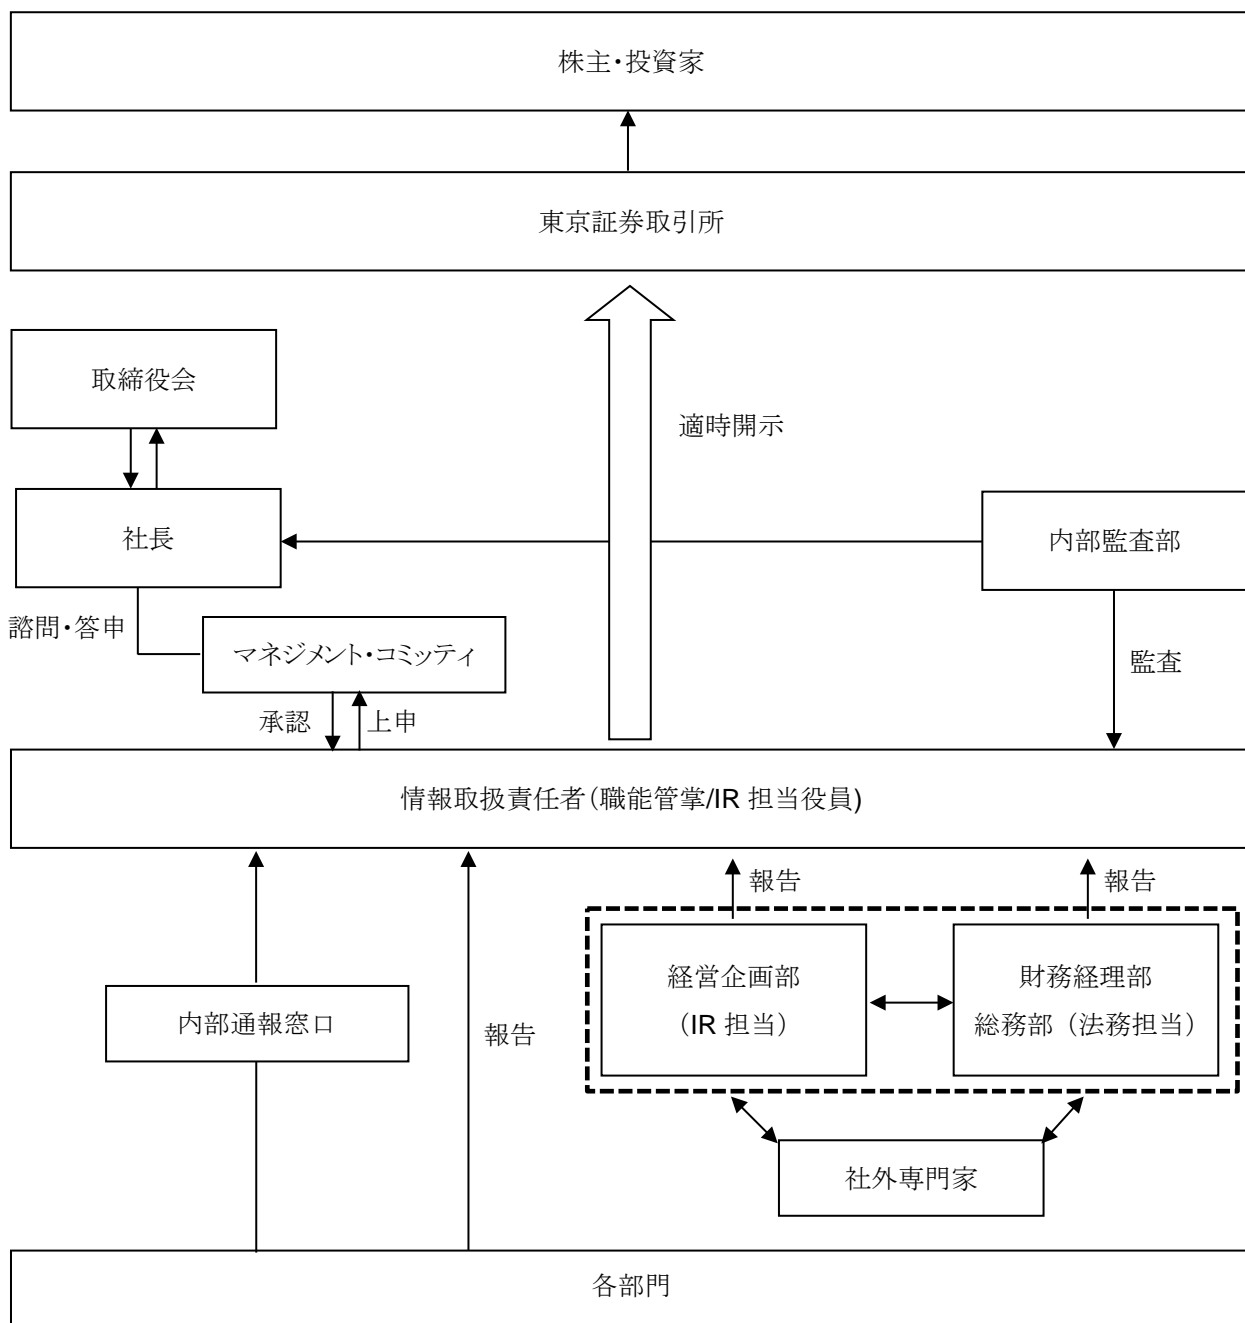 株主・投資家
東京証券取引所
取締役会
適時開示
社長
内部監査部
諮問・答申
マネジメント・コミッティ
監査
承認
上申
情報取扱責任者(職能管掌/IR 担当役員)
報告
報告
経営企画部
（IR 担当）
財務経理部
総務部（法務担当）
内部通報窓口
報告
社外専門家
各部門